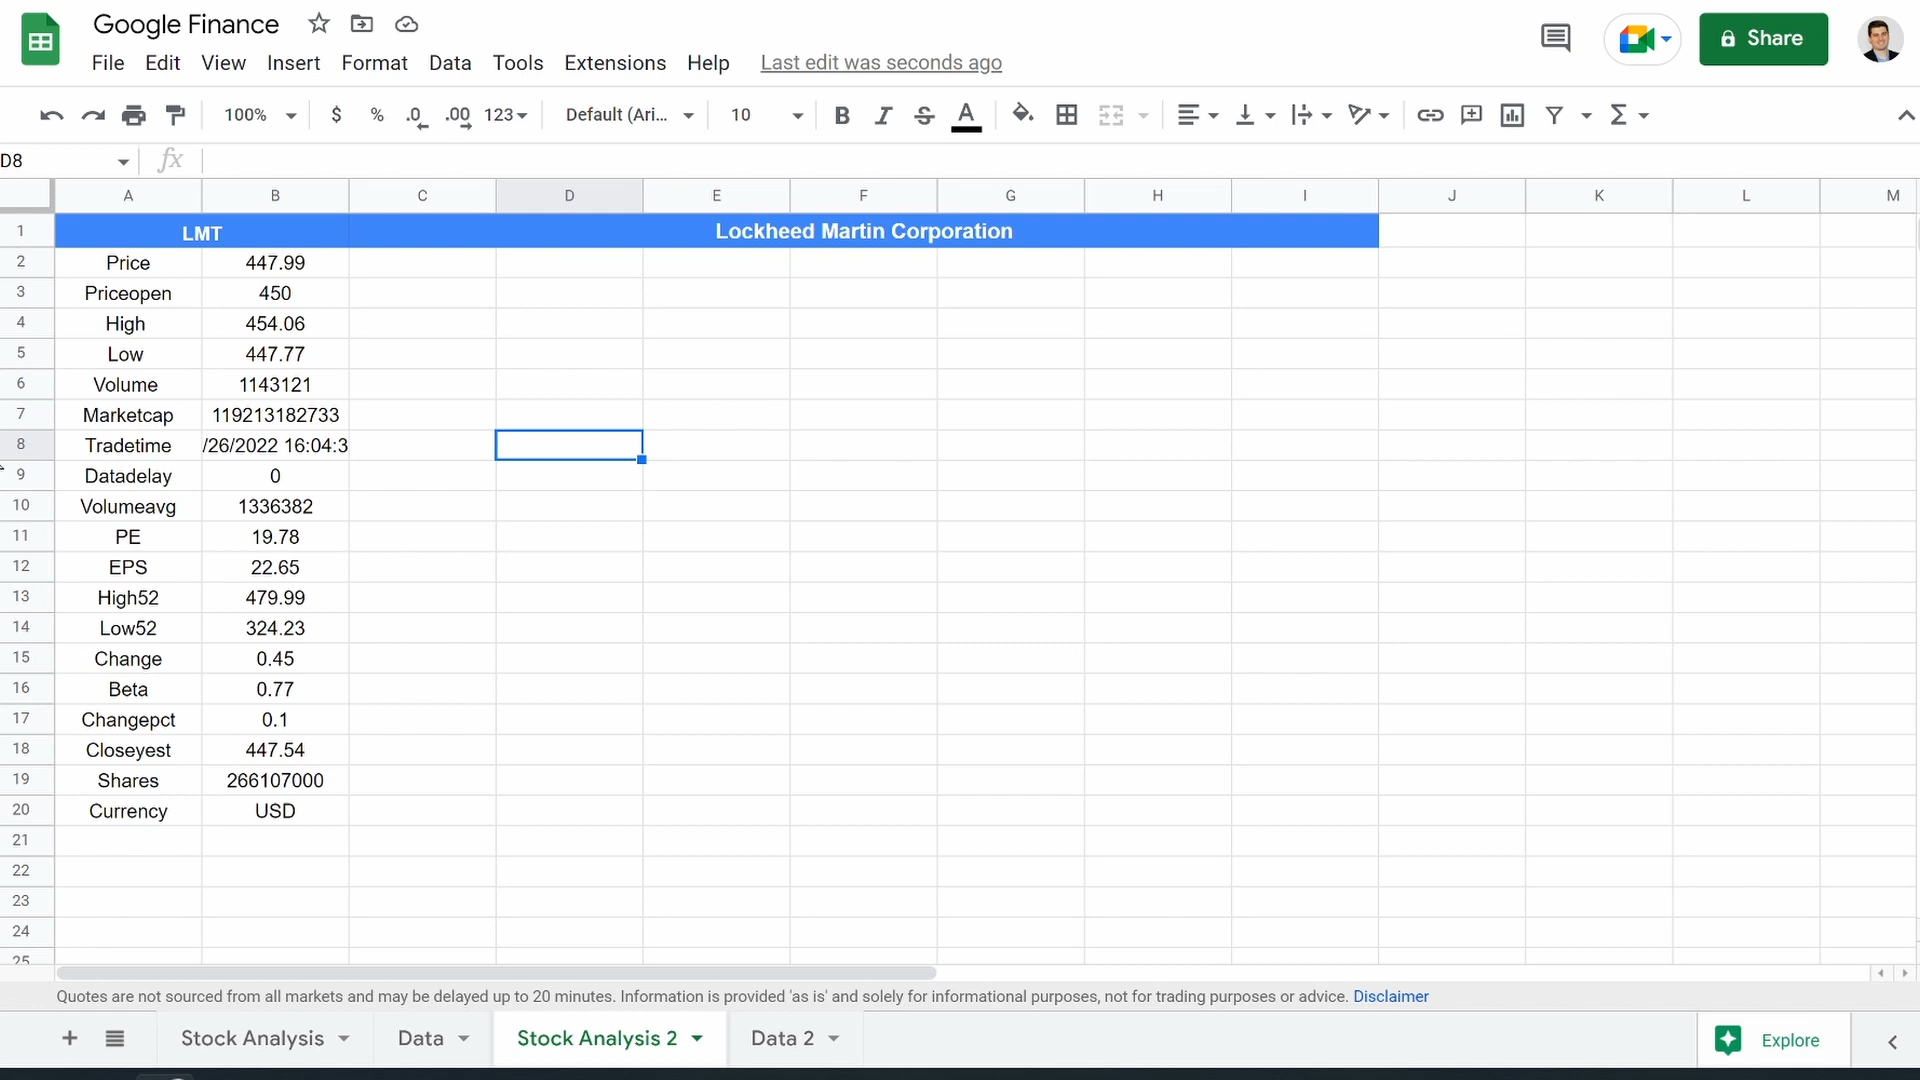 Google Finance
File Edit View Insert Format Data Tools Extensions Help Last edit was seconds ago
Share
100% $ % .0 .00 123 Default (Ari... 10 B I S A Σ
D8 fx
A B C D E F G H I J K L M
1 LMT Lockheed Martin Corporation
2 Price 447.99
3 Priceopen 450
4 High 454.06
5 Low 447.77
6 Volume 1143121
7 Marketcap 119213182733
8 Tradetime /26/2022 16:04:3
9 Datadelay 0
10 Volumeavg 1336382
11 PE 19.78
12 EPS 22.65
13 High52 479.99
14 Low52 324.23
15 Change 0.45
16 Beta 0.77
17 Changepct 0.1
18 Closeyest 447.54
19 Shares 266107000
20 Currency USD
21
22
23
24
25
Quotes are not sourced from all markets and may be delayed up to 20 minutes. Information is provided 'as is' and solely for informational purposes, not for trading purposes or advice. Disclaimer
+ Stock Analysis Data Stock Analysis 2 Data 2 Explore